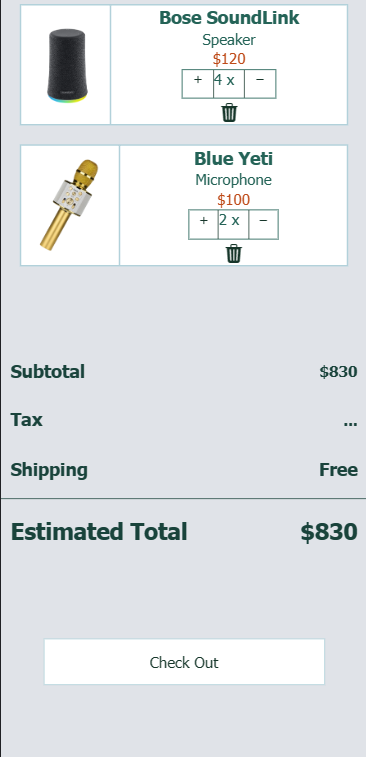 Bose SoundLink
Speaker
$120
+ 4 x −
Blue Yeti
Microphone
$100
+ 2 x −
Subtotal $830
Tax ...
Shipping Free
Estimated Total $830
Check Out